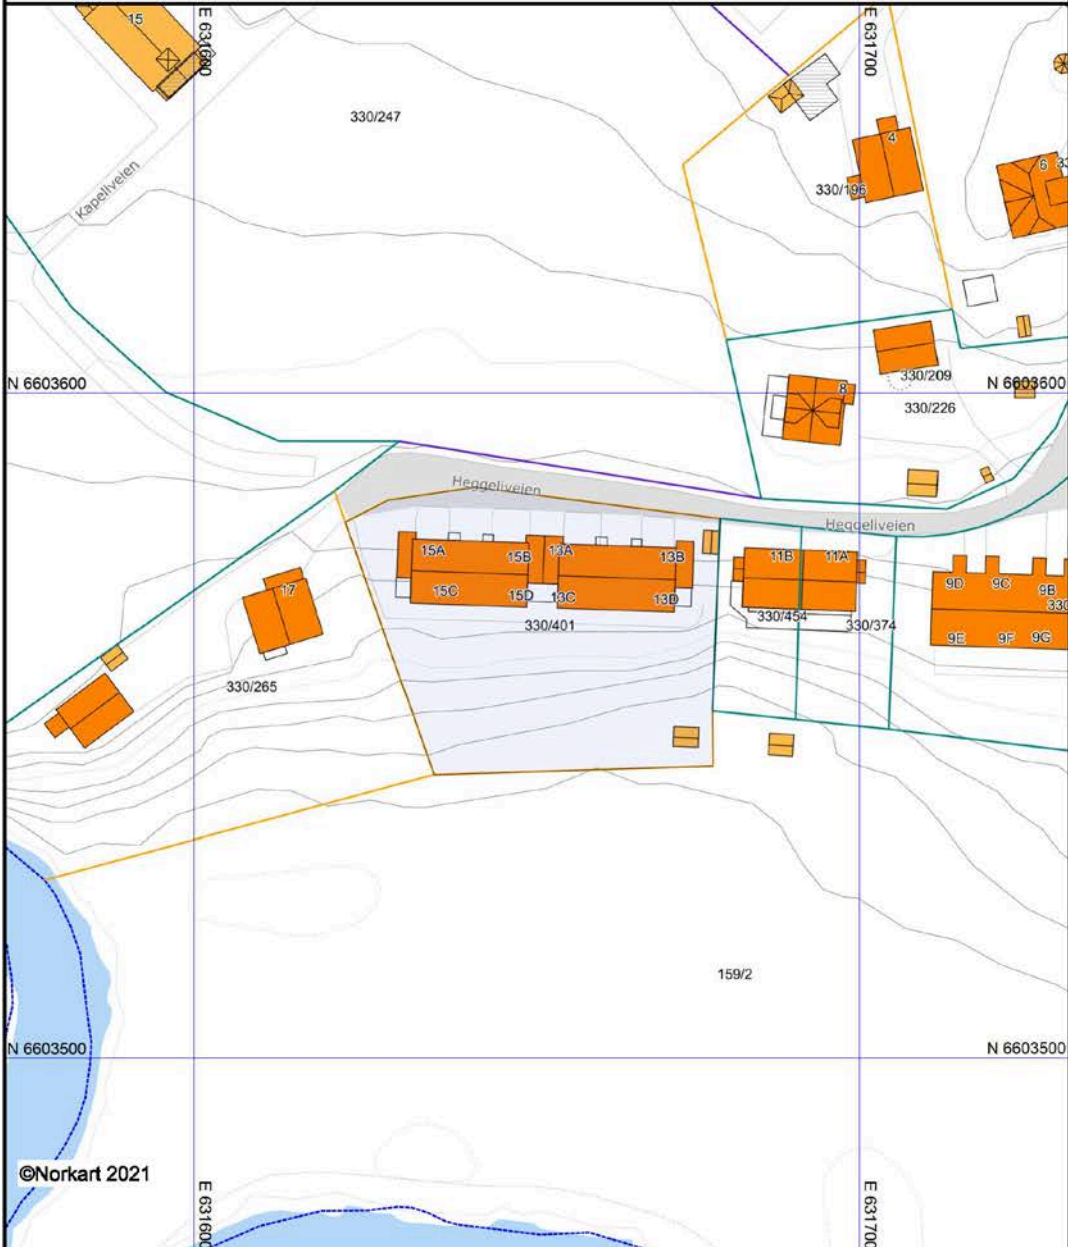 15
E 631600
E 631700
330/247
4
6
33
Kapellveien
330/196
N 6603600
N 6603600
330/209
8
330/226
Heggeliveien
Heggeliveien
15A
15B
13A
13B
11B
11A
9D
9C
9B
17
15C
15D
13C
13D
330
330/454
330/374
330/401
9E
9F
9G
330/265
159/2
N 6603500
N 6603500
©Norkart 2021
E 631600
E 631700